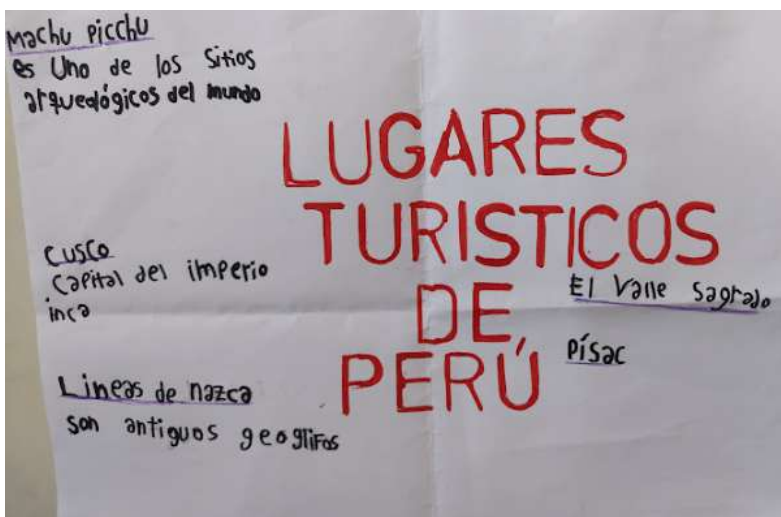 Machu Picchu
es Uno de los Sitios
arqueológicos del mundo
LUGARES
TURISTICOS
DE
PERÚ
Cusco
Capital del imperio
inca
Lineas de nazca
son antiguos geoglifos
El Valle Sagrado
Písac